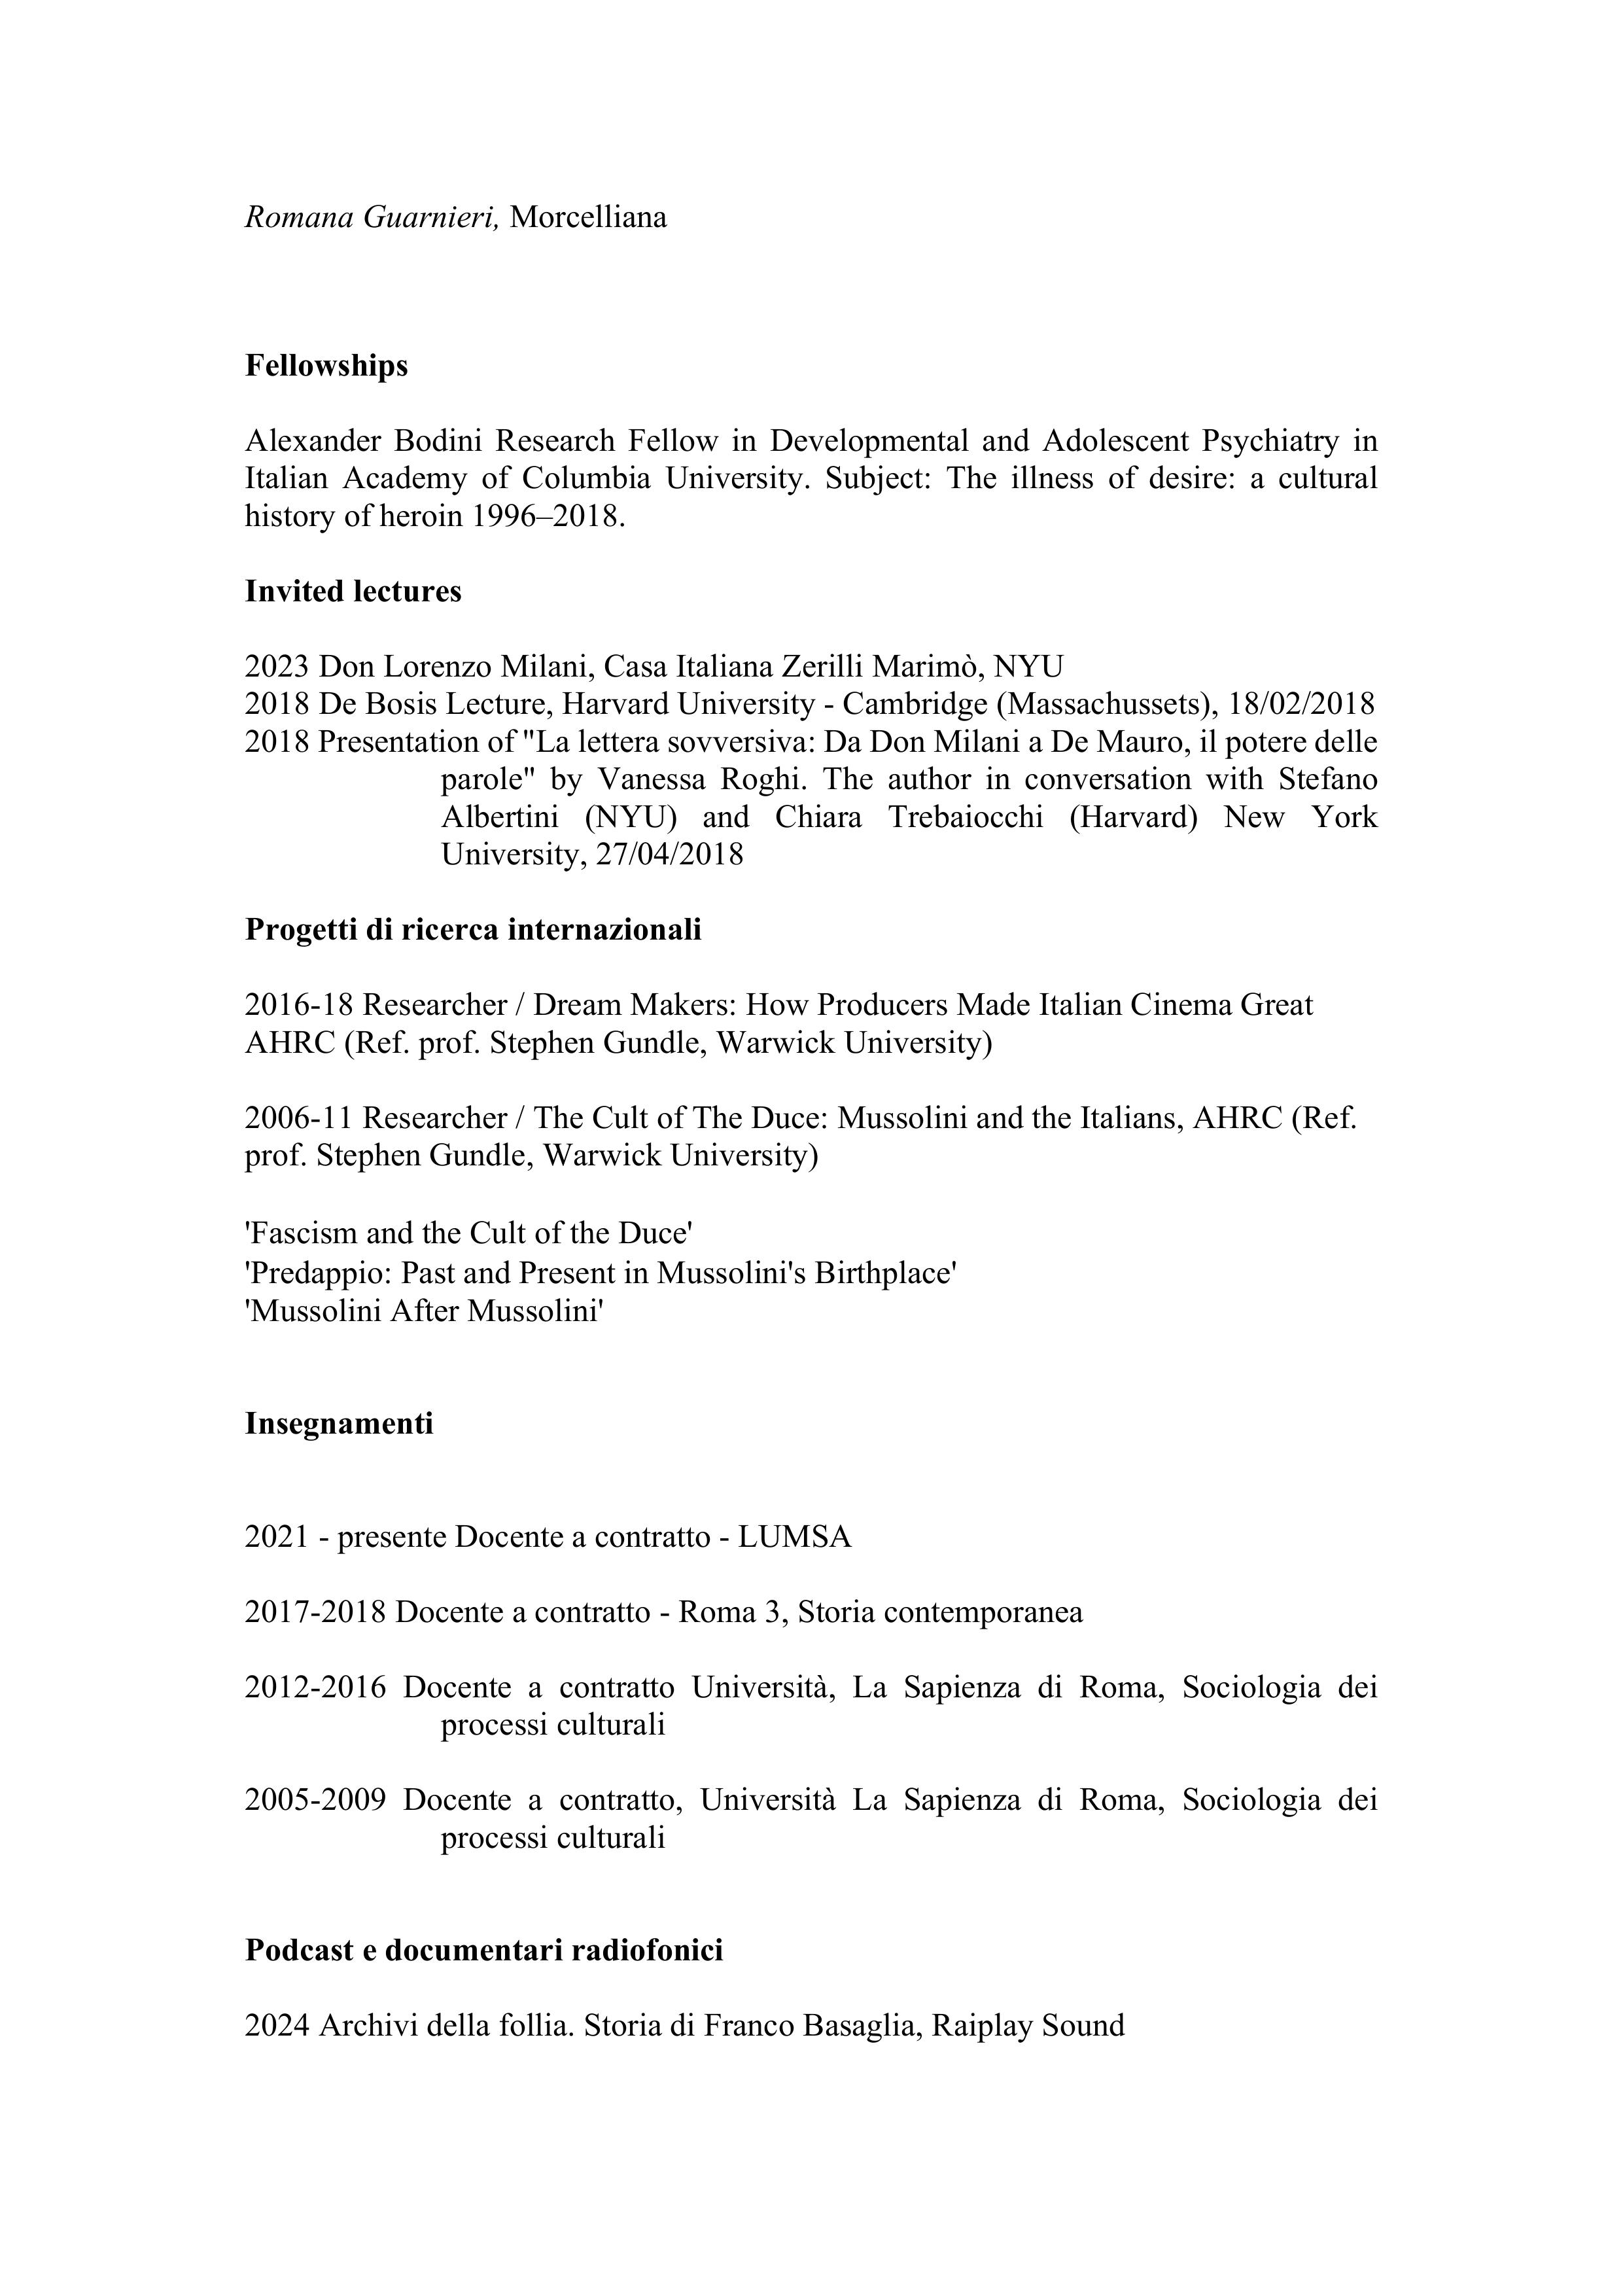 Romana Guarnieri, Morcelliana
Fellowships
Alexander Bodini Research Fellow in Developmental and Adolescent Psychiatry in
Italian Academy of Columbia University. Subject: The illness of desire: a cultural
history of heroin 1996–2018.
Invited lectures
2023 Don Lorenzo Milani, Casa Italiana Zerilli Marimò, NYU
2018 De Bosis Lecture, Harvard University - Cambridge (Massachussets), 18/02/2018
2018 Presentation of "La lettera sovversiva: Da Don Milani a De Mauro, il potere delle
parole" by Vanessa Roghi. The author in conversation with Stefano
Albertini (NYU) and Chiara Trebaiocchi (Harvard) New York
University, 27/04/2018
Progetti di ricerca internazionali
2016-18 Researcher / Dream Makers: How Producers Made Italian Cinema Great
AHRC (Ref. prof. Stephen Gundle, Warwick University)
2006-11 Researcher / The Cult of The Duce: Mussolini and the Italians, AHRC (Ref.
prof. Stephen Gundle, Warwick University)
'Fascism and the Cult of the Duce'
'Predappio: Past and Present in Mussolini's Birthplace'
'Mussolini After Mussolini'
Insegnamenti
2021 - presente Docente a contratto - LUMSA
2017-2018 Docente a contratto - Roma 3, Storia contemporanea
2012-2016 Docente a contratto Università, La Sapienza di Roma, Sociologia dei
processi culturali
2005-2009 Docente a contratto, Università La Sapienza di Roma, Sociologia dei
processi culturali
Podcast e documentari radiofonici
2024 Archivi della follia. Storia di Franco Basaglia, Raiplay Sound